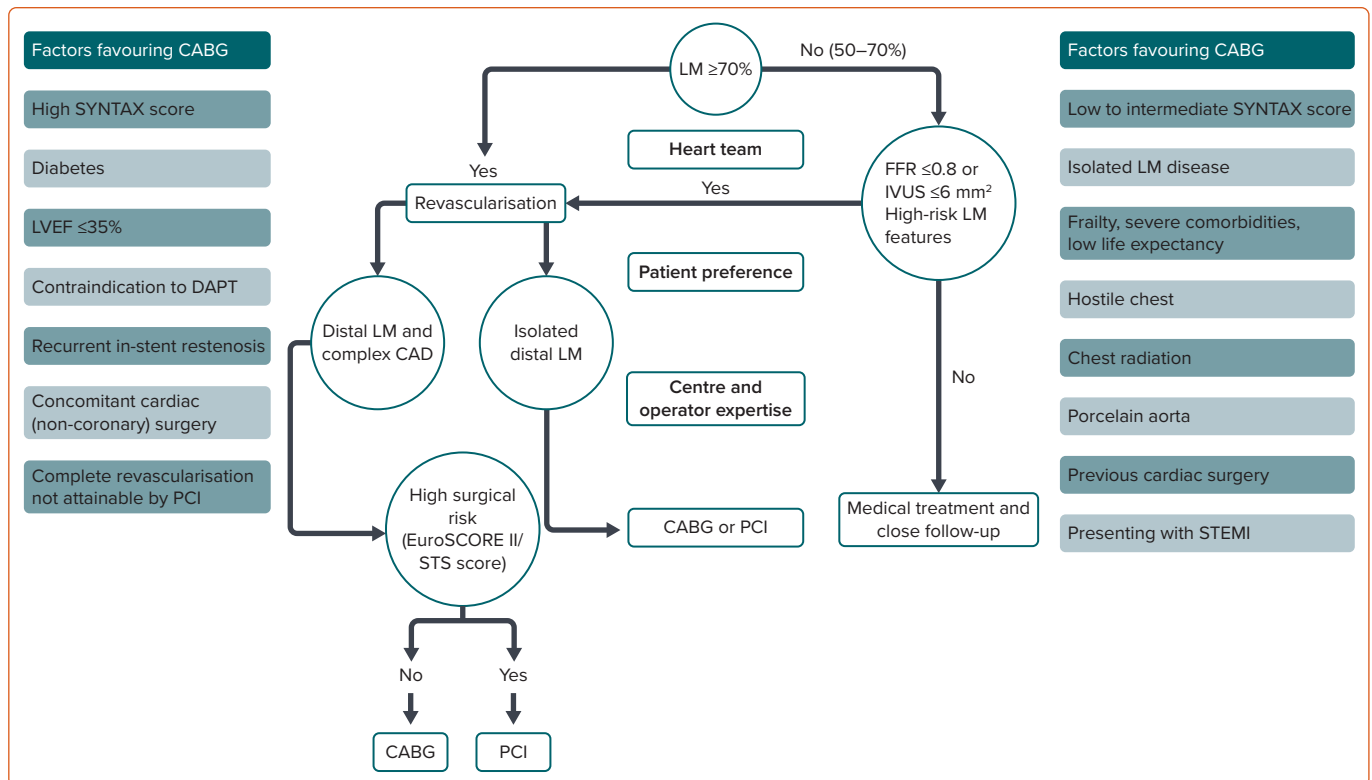 Factors favouring CABG
High SYNTAX score
Diabetes
LVEF ≤35%
Contraindication to DAPT
Recurrent in-stent restenosis
Concomitant cardiac
(non-coronary) surgery
Complete revascularisation
not attainable by PCI
LM ≥70%
No (50–70%)
Yes
Heart team
FFR ≤0.8 or
IVUS ≤6 mm²
High-risk LM
features
Yes
Revascularisation
Patient preference
Distal LM and
complex CAD
Isolated
distal LM
Centre and
operator expertise
No
High surgical
risk
(EuroSCORE II/
STS score)
CABG or PCI
Medical treatment and
close follow-up
No
Yes
CABG
PCI
Factors favouring CABG
Low to intermediate SYNTAX score
Isolated LM disease
Frailty, severe comorbidities,
low life expectancy
Hostile chest
Chest radiation
Porcelain aorta
Previous cardiac surgery
Presenting with STEMI